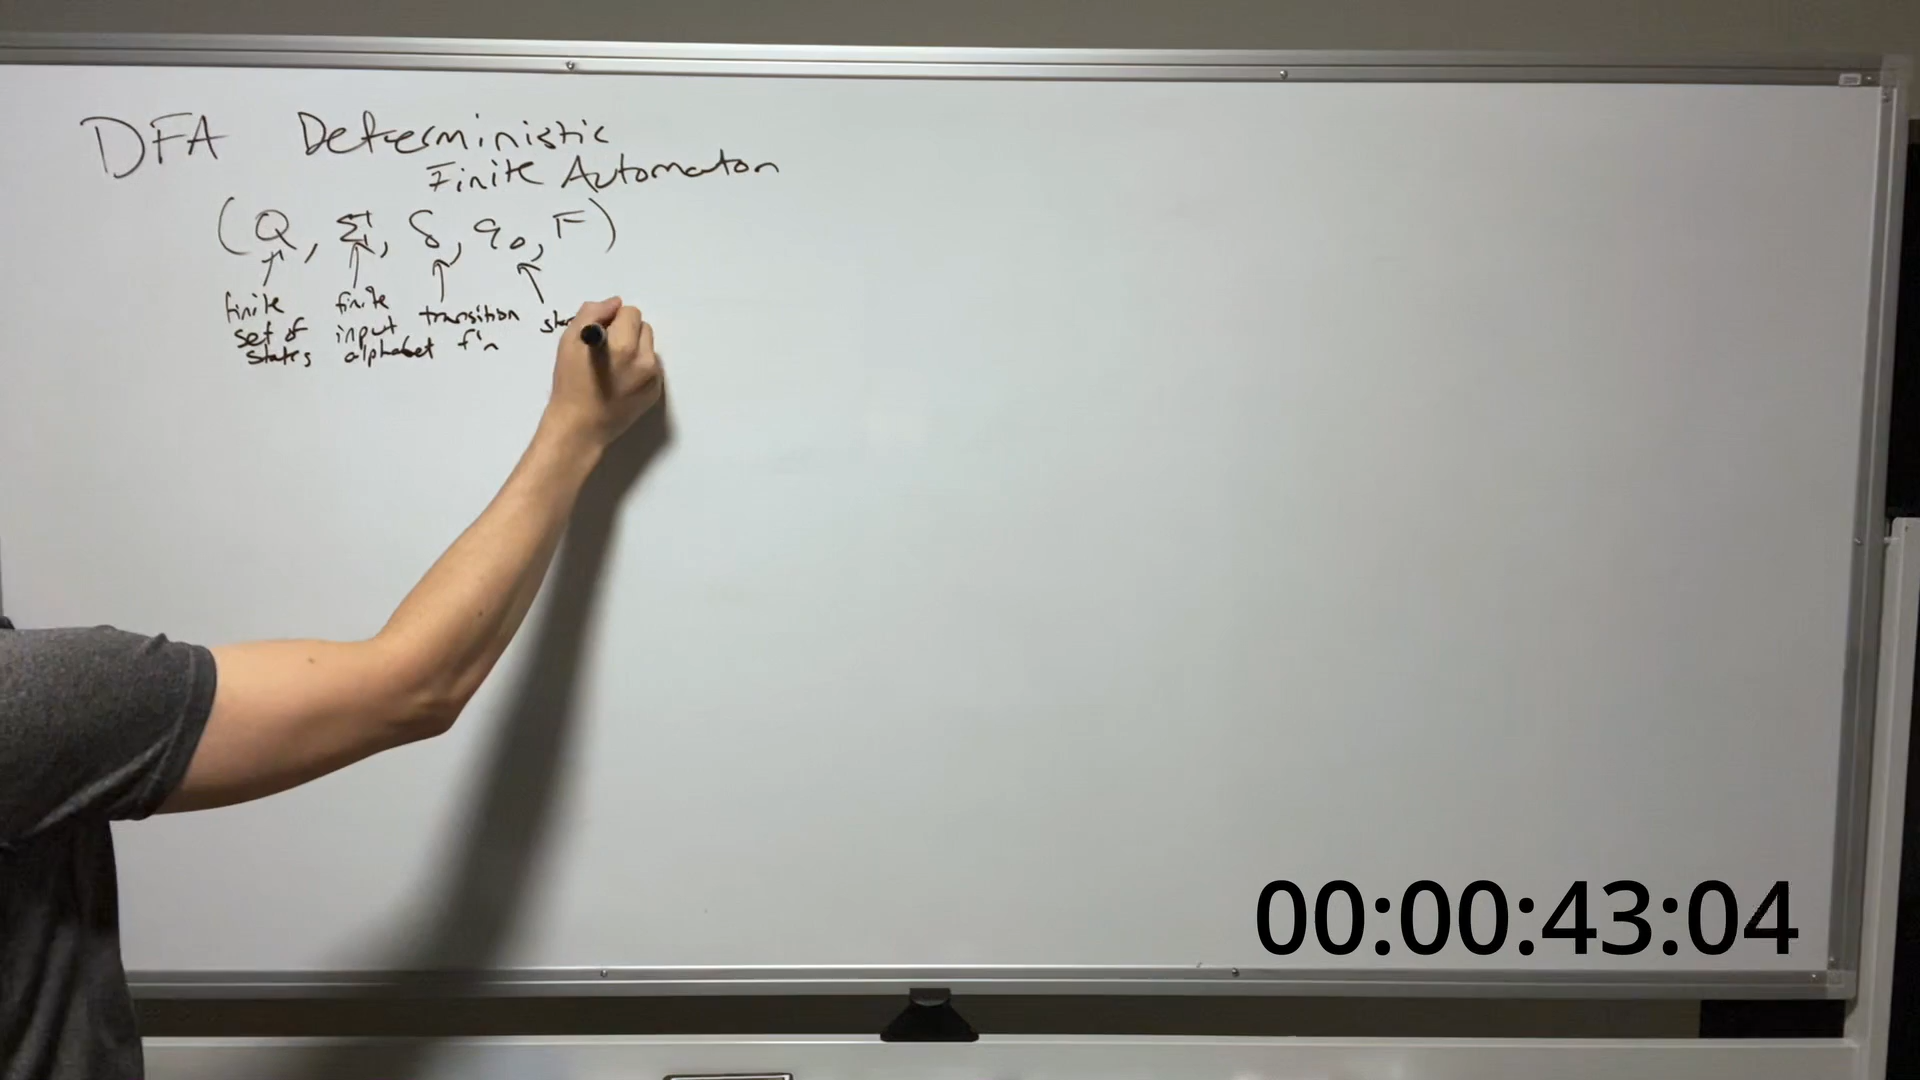 DFA Deterministic
Finite Automaton
(Q, Σ, δ, q₀, F)
finite finite transition
set of input f'n
states alphabet
00:00:43:04